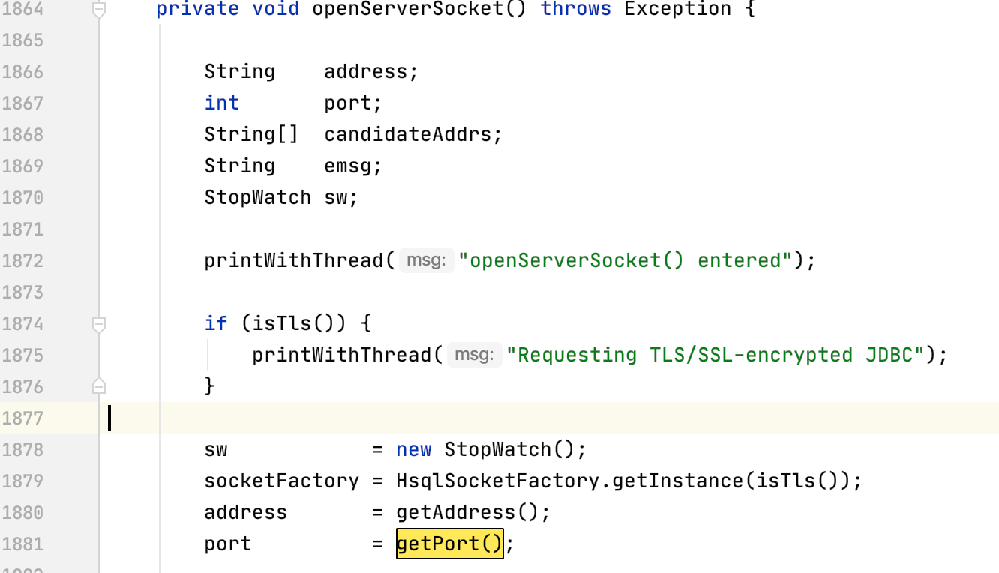 1864 private void openServerSocket() throws Exception {
1865
1866 String address;
1867 int port;
1868 String[] candidateAddrs;
1869 String emsg;
1870 StopWatch sw;
1871
1872 printWithThread( msg: "openServerSocket() entered");
1873
1874 if (isTls()) {
1875 printWithThread( msg: "Requesting TLS/SSL-encrypted JDBC");
1876 }
1877
1878 sw = new StopWatch();
1879 socketFactory = HsqlSocketFactory.getInstance(isTls());
1880 address = getAddress();
1881 port = getPort();